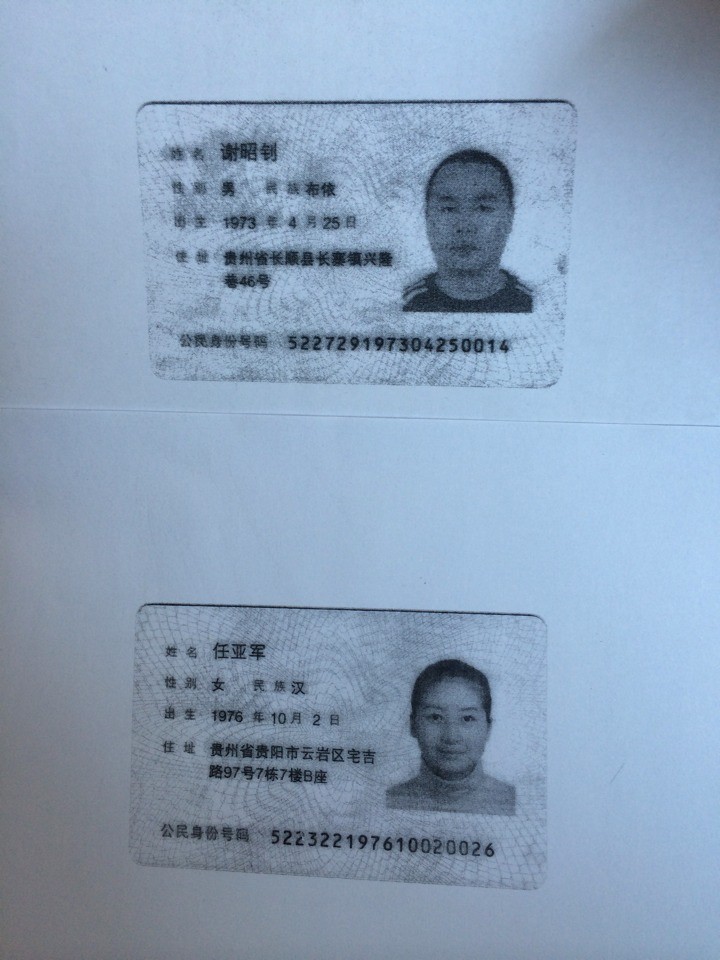 姓名 谢昭钊
性别 男 民族 布依
出生 1973 年 4 月 25 日
住址 贵州省长顺县长寨镇兴隆
巷46号
公民身份号码 522729197304250014
姓名 任亚军
性别 女 民族 汉
出生 1976 年 10 月 2 日
住址 贵州省贵阳市云岩区宅吉
路97号7栋7楼B座
公民身份号码 522322197610020026